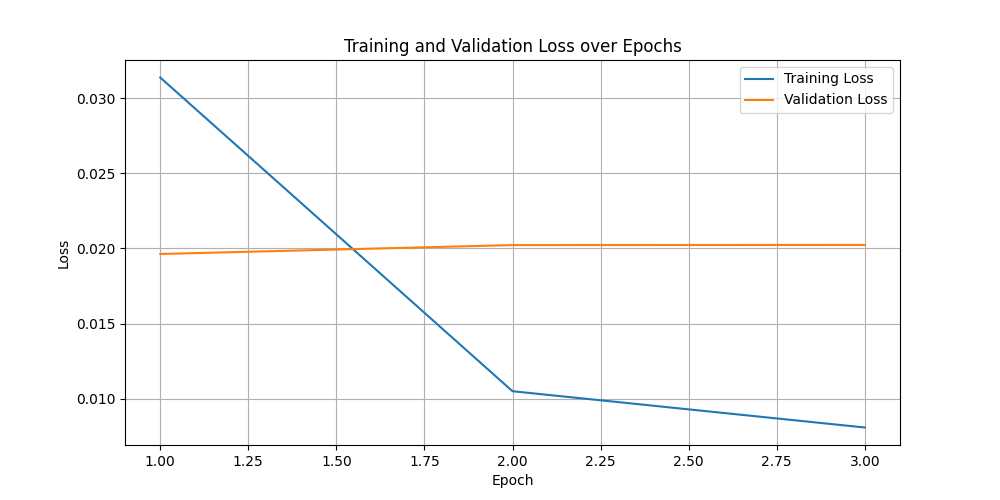 Training and Validation Loss over Epochs
Training Loss
Validation Loss
0.030
0.025
0.020
0.015
0.010
Loss
1.00 1.25 1.50 1.75 2.00 2.25 2.50 2.75 3.00
Epoch